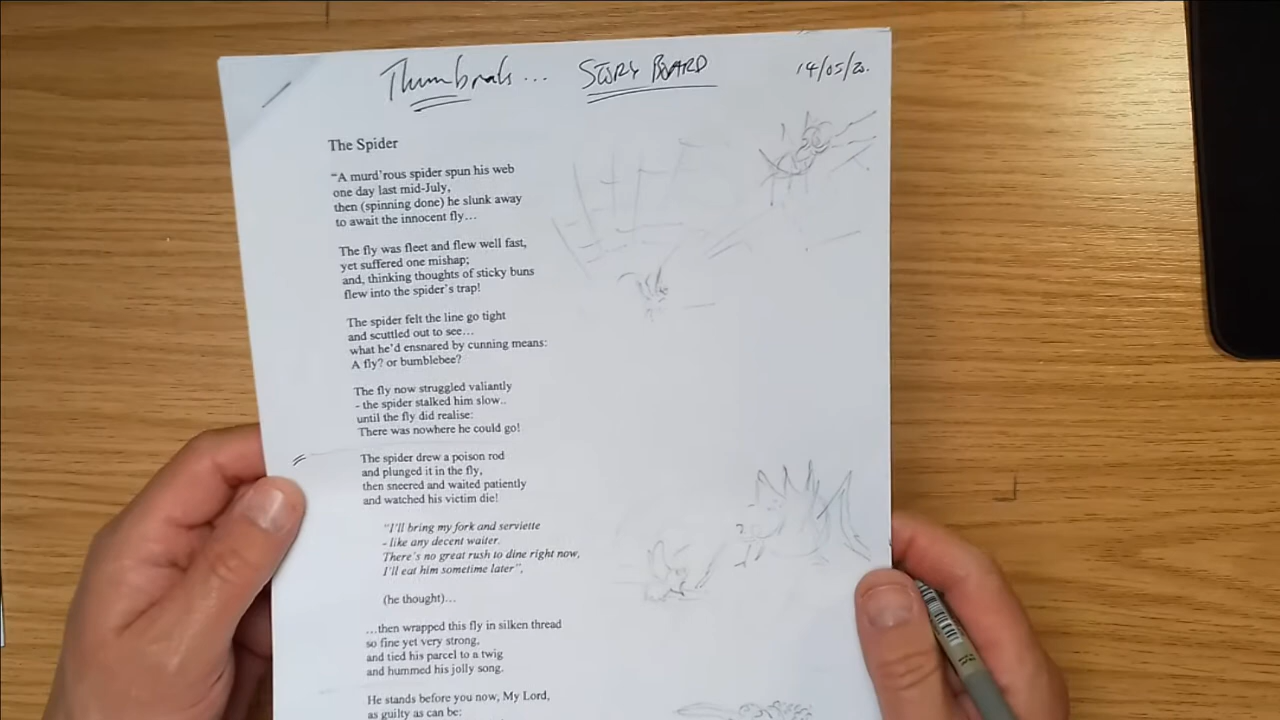 Thumbnails... STORY BOARD 14/05/20.
The Spider
"A murd'rous spider spun his web
one day last mid-July,
then (spinning done) he slunk away
to await the innocent fly…
The fly was fleet and flew well fast,
yet suffered one mishap;
and, thinking thoughts of sticky buns
flew into the spider's trap!
The spider felt the line go tight
and scuttled out to see…
what he'd ensnared by cunning means:
A fly? or bumblebee?
The fly now struggled valiantly
- the spider stalked him slow..
until the fly did realise:
There was nowhere he could go!
The spider drew a poison rod
and plunged it in the fly,
then sneered and waited patiently
and watched his victim die!
"I'll bring my fork and serviette
- like any decent waiter.
There's no great rush to dine right now,
I'll eat him sometime later",
(he thought)…
…then wrapped this fly in silken thread
so fine yet very strong,
and tied his parcel to a twig
and hummed his jolly song.
He stands before you now, My Lord,
as guilty as can be: